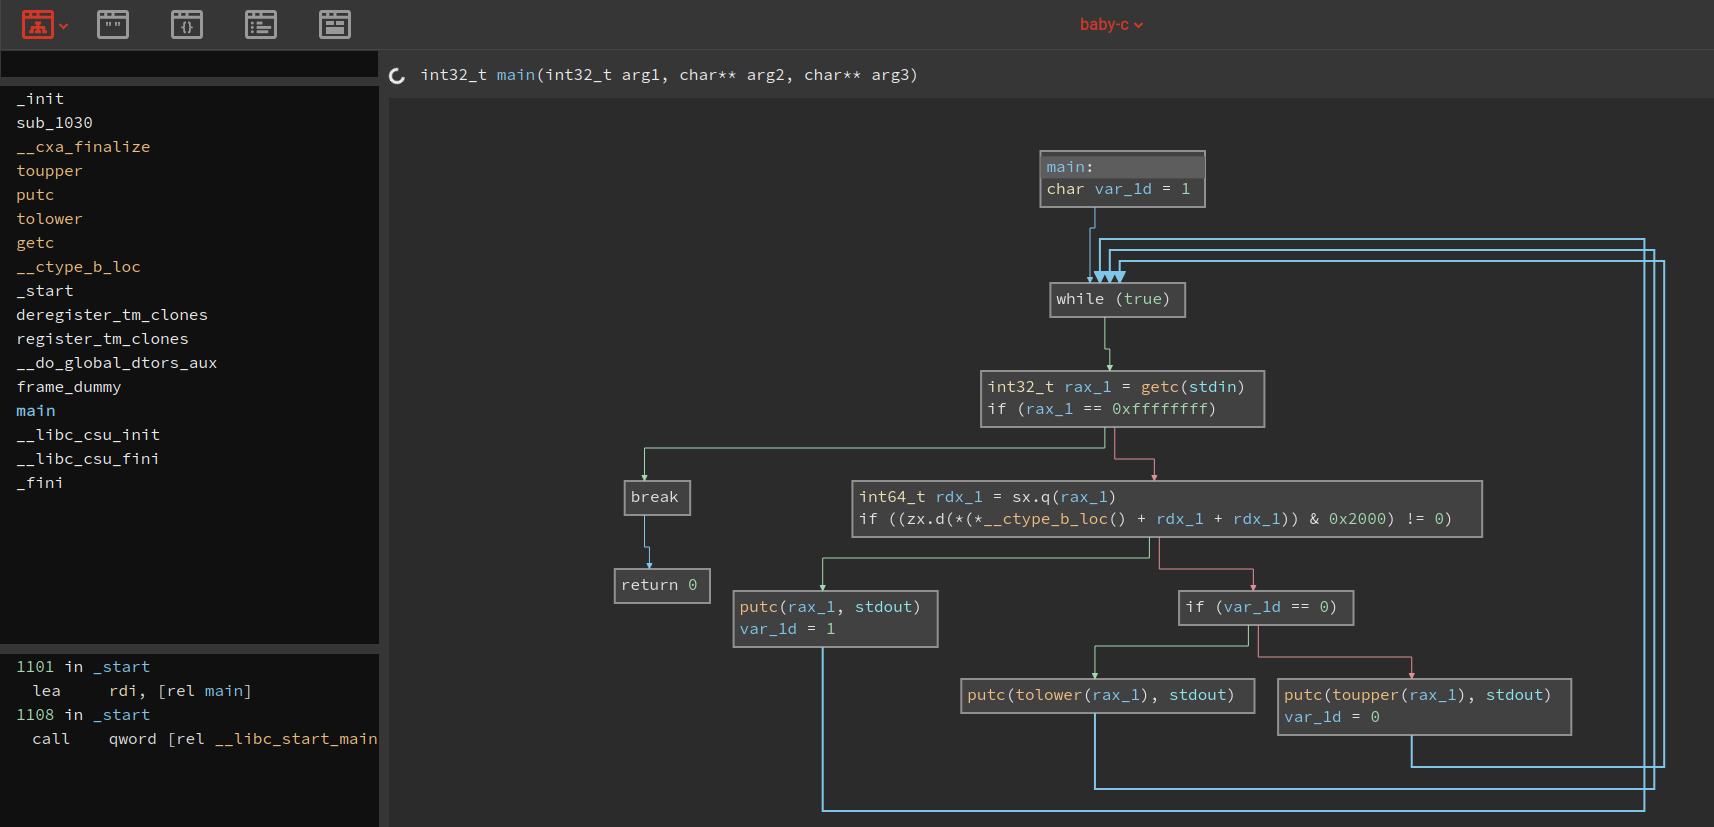 baby-c
int32_t main(int32_t arg1, char** arg2, char** arg3)
_init
sub_1030
__cxa_finalize
toupper
putc
tolower
getc
__ctype_b_loc
_start
deregister_tm_clones
register_tm_clones
__do_global_dtors_aux
frame_dummy
main
__libc_csu_init
__libc_csu_fini
_fini
1101 in _start
lea rdi, [rel main]
1108 in _start
call qword [rel __libc_start_main
main:
char var_1d = 1
while (true)
int32_t rax_1 = getc(stdin)
if (rax_1 == 0xffffffff)
break
return 0
int64_t rdx_1 = sx.q(rax_1)
if ((zx.d(*(*__ctype_b_loc() + rdx_1 + rdx_1)) & 0x2000) != 0)
putc(rax_1, stdout)
var_1d = 1
if (var_1d == 0)
putc(tolower(rax_1), stdout)
putc(toupper(rax_1), stdout)
var_1d = 0